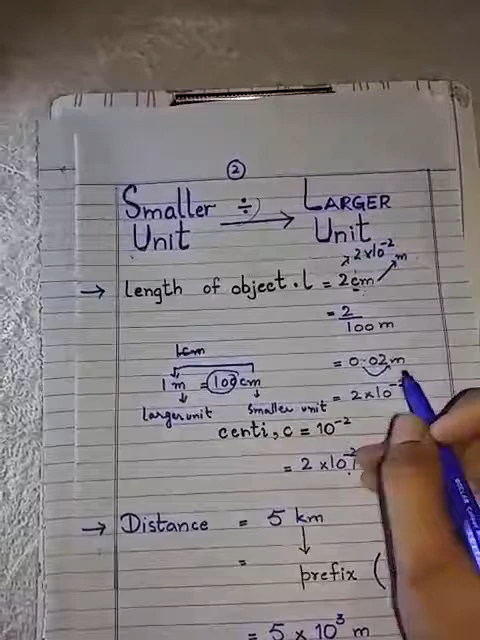 2
Smaller ÷ → LARGER
Unit Unit
2×10⁻² m
→ Length of object. l = 2cm
= 2/100 m
= 0.02m
1cm
1m = 100cm
larger unit smaller unit
= 2×10⁻²
centi, c = 10⁻²
= 2×10⁻²
→ Distance = 5 km
=
prefix (
= 5 × 10³ m